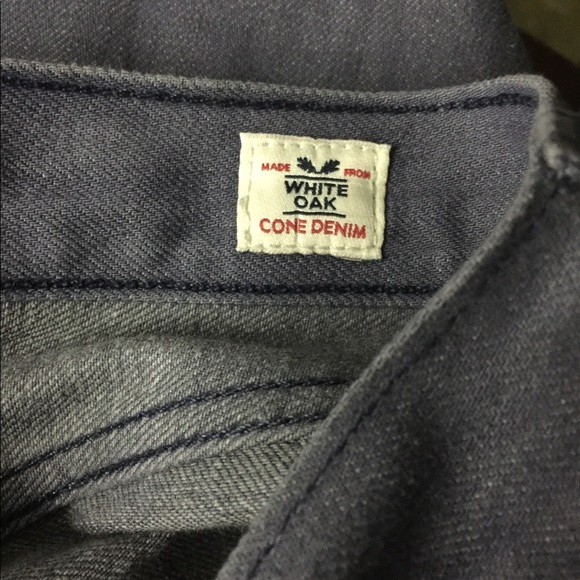 MADE FROM
WHITE
OAK
CONE DENIM